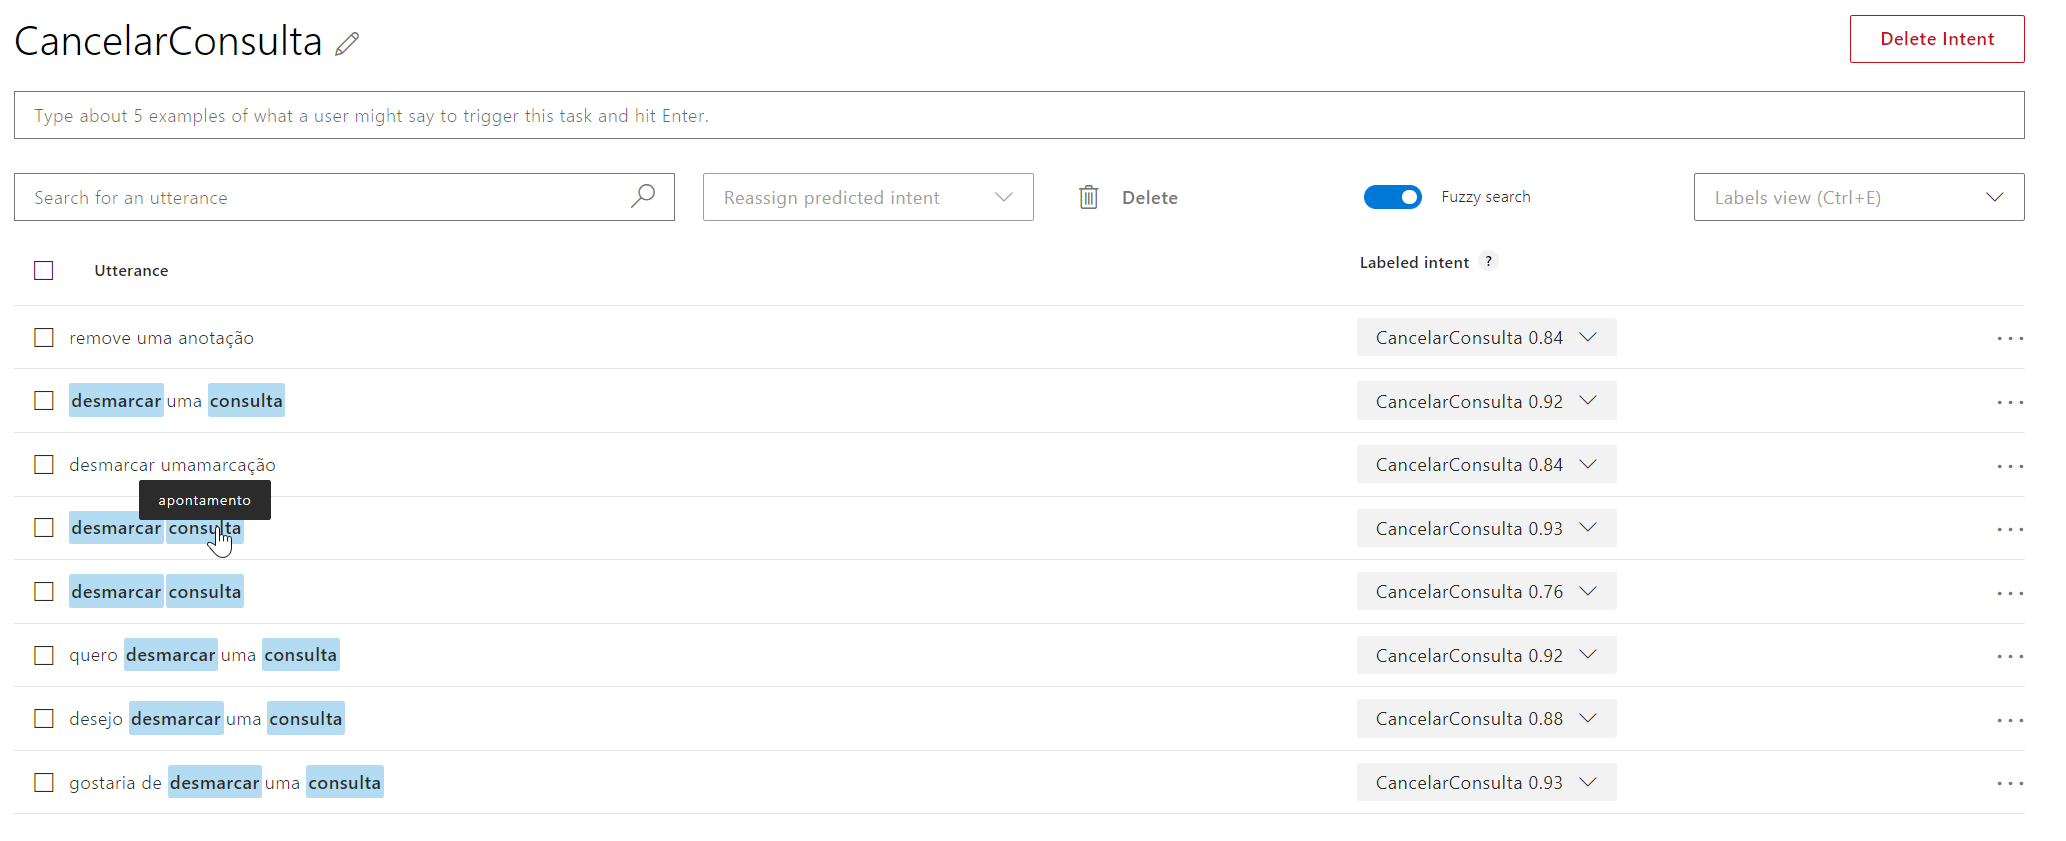 CancelarConsulta
Delete Intent
Type about 5 examples of what a user might say to trigger this task and hit Enter.
Search for an utterance
Reassign predicted intent
Delete
Fuzzy search
Labels view (Ctrl+E)
Utterance
Labeled intent ?
remove uma anotação
CancelarConsulta 0.84
desmarcar uma consulta
CancelarConsulta 0.92
desmarcar umamarcação
CancelarConsulta 0.84
apontamento
desmarcar consulta
CancelarConsulta 0.93
desmarcar consulta
CancelarConsulta 0.76
quero desmarcar uma consulta
CancelarConsulta 0.92
desejo desmarcar uma consulta
CancelarConsulta 0.88
gostaria de desmarcar uma consulta
CancelarConsulta 0.93